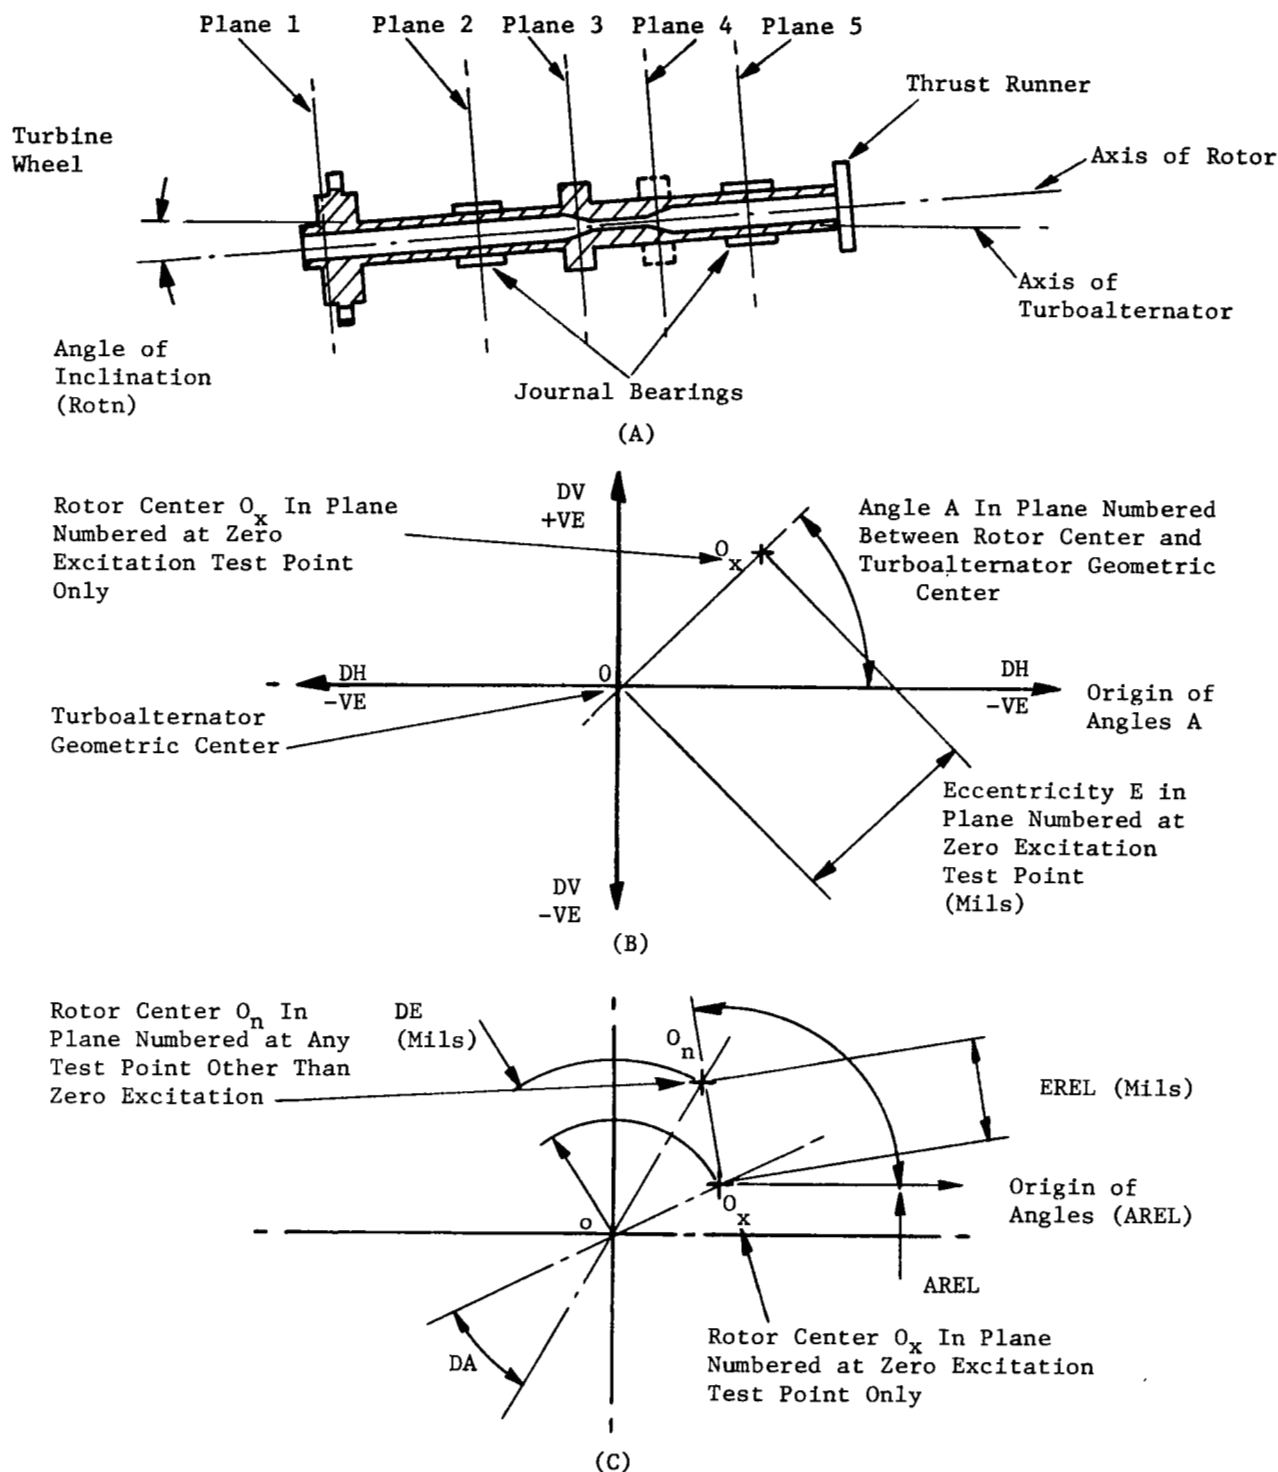 Plane 1
Plane 2
Plane 3
Plane 4
Plane 5
Thrust Runner
Turbine
Wheel
Axis of Rotor
Axis of
Turboalternator
Angle of
Inclination
(Rotn)
Journal Bearings
(A)
Rotor Center Ox In Plane
Numbered at Zero
Excitation Test Point
Only
DV
+VE
Ox
Angle A In Plane Numbered
Between Rotor Center and
Turboalternator Geometric
Center
DH
-VE
O
DH
-VE
Origin of
Angles A
Turboalternator
Geometric Center
Eccentricity E in
Plane Numbered at
Zero Excitation
Test Point
(Mils)
DV
-VE
(B)
Rotor Center On In
Plane Numbered at Any
Test Point Other Than
Zero Excitation
DE
(Mils)
On
EREL (Mils)
Origin of
Angles (AREL)
o
Ox
AREL
DA
Rotor Center Ox In Plane
Numbered at Zero Excitation
Test Point Only
(C)